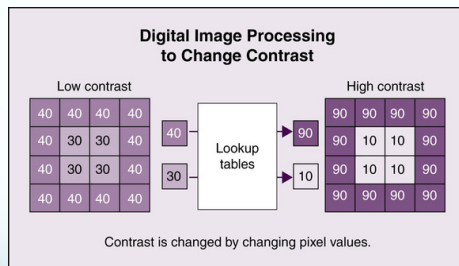 Digital Image Processing
to Change Contrast
Low contrast
High contrast
40 40 40 40
40 30 30 40
40 30 30 40
40 40 40 40
40
30
Lookup
tables
90
10
90 90 90 90
90 10 10 90
90 10 10 90
90 90 90 90
Contrast is changed by changing pixel values.